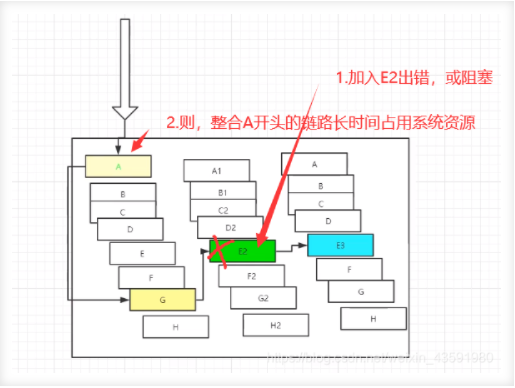 1.加入E2出错，或阻塞
2.则，整合A开头的链路长时间占用系统资源
A
B
C
D
E
F
G
H
A1
B1
C2
D2
E2
F2
G2
H2
A
B
C
D
E3
F
G
H
https://blog.csdn.net/weixin_43591980